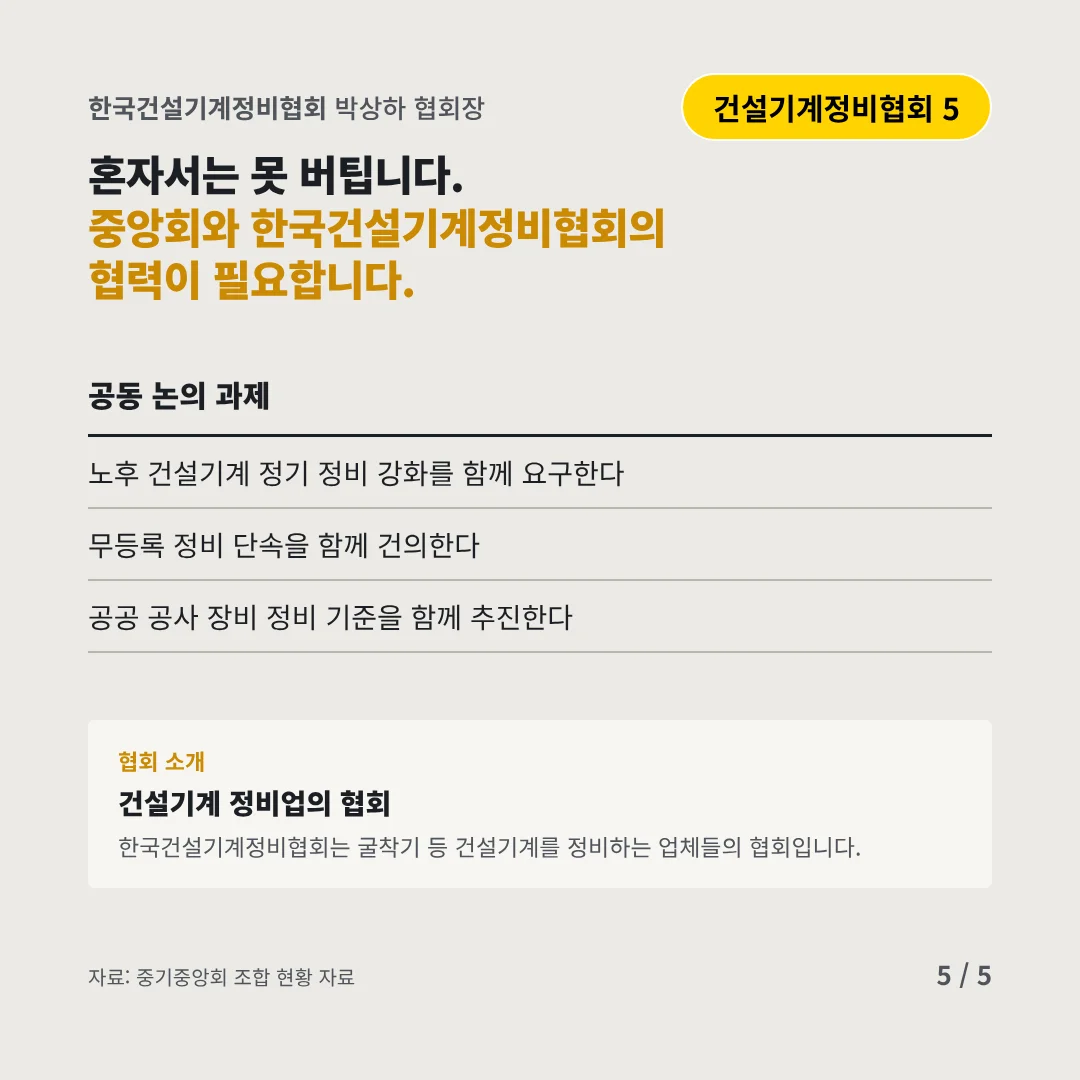 한국건설기계정비협회 박상하 협회장
건설기계정비협회 5
혼자서는 못 버팁니다.
중앙회와 한국건설기계정비협회의
협력이 필요합니다.
공동 논의 과제
노후 건설기계 정기 정비 강화를 함께 요구한다
무등록 정비 단속을 함께 건의한다
공공 공사 장비 정비 기준을 함께 추진한다
협회 소개
건설기계 정비업의 협회
한국건설기계정비협회는 굴착기 등 건설기계를 정비하는 업체들의 협회입니다.
자료: 중기중앙회 조합 현황 자료
5 / 5